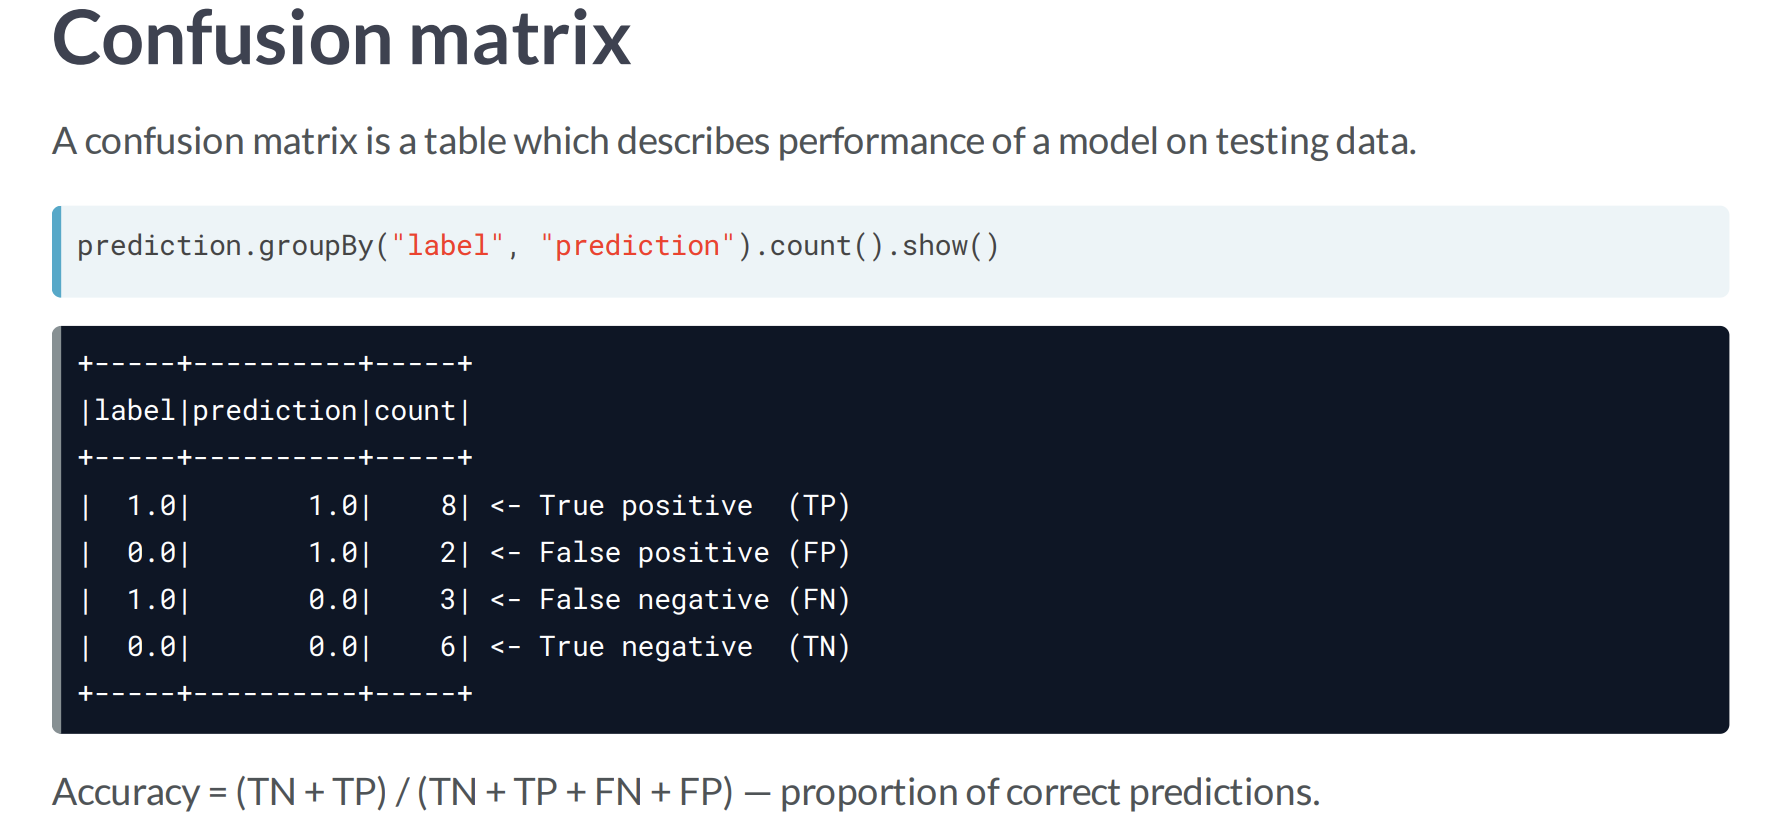 Confusion matrix
A confusion matrix is a table which describes performance of a model on testing data.
prediction.groupBy("label", "prediction").count().show()
+-----+----------+-----+
|label|prediction|count|
+-----+----------+-----+
|  1.0|       1.0|    8| <- True positive  (TP)
|  0.0|       1.0|    2| <- False positive (FP)
|  1.0|       0.0|    3| <- False negative (FN)
|  0.0|       0.0|    6| <- True negative  (TN)
+-----+----------+-----+
Accuracy = (TN + TP) / (TN + TP + FN + FP) — proportion of correct predictions.